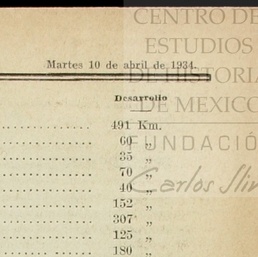 CENTRO DE
ESTUDIOS
Martes 10 de abril de 1934.
DE HISTORIA
Desarrollo
DE MEXICO
491 Km.
60 „
FUNDACIÓ
35 „
70 „
Carlos Slim
40 „
152 „
307 „
125 „
180 „